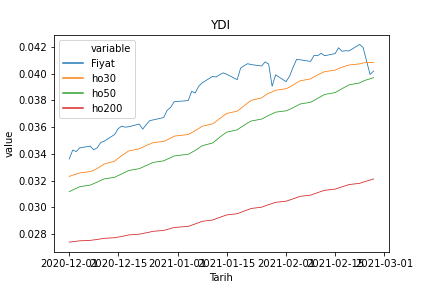 YDI
variable
Fiyat
ho30
ho50
ho200
value
0.042
0.040
0.038
0.036
0.034
0.032
0.030
0.028
2020-12-01
2020-12-15
2021-01-01
2021-01-15
2021-02-01
2021-02-15
2021-03-01
Tarih